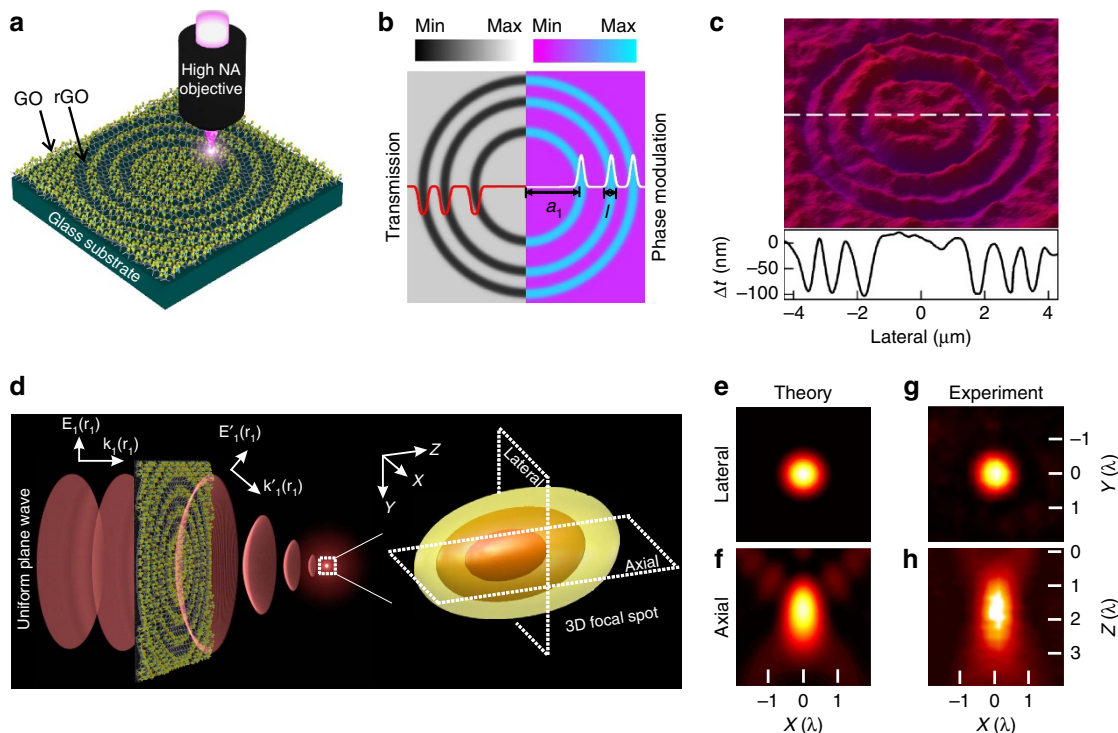 a
High NA
objective
GO
rGO
Glass substrate
b
Min
Max
Min
Max
Transmission
a₁
l
Phase modulation
c
0
−50
−100
Δt (nm)
−4
−2
0
2
4
Lateral (μm)
d
E₁(r₁)
k₁(r₁)
E′₁(r₁)
k′₁(r₁)
Uniform plane wave
Z
X
Y
Lateral
Axial
3D focal spot
e
Theory
g
Experiment
Lateral
−1
0
1
Y (λ)
f
h
Axial
0
1
2
3
Z (λ)
−1
0
1
X (λ)
−1
0
1
X (λ)